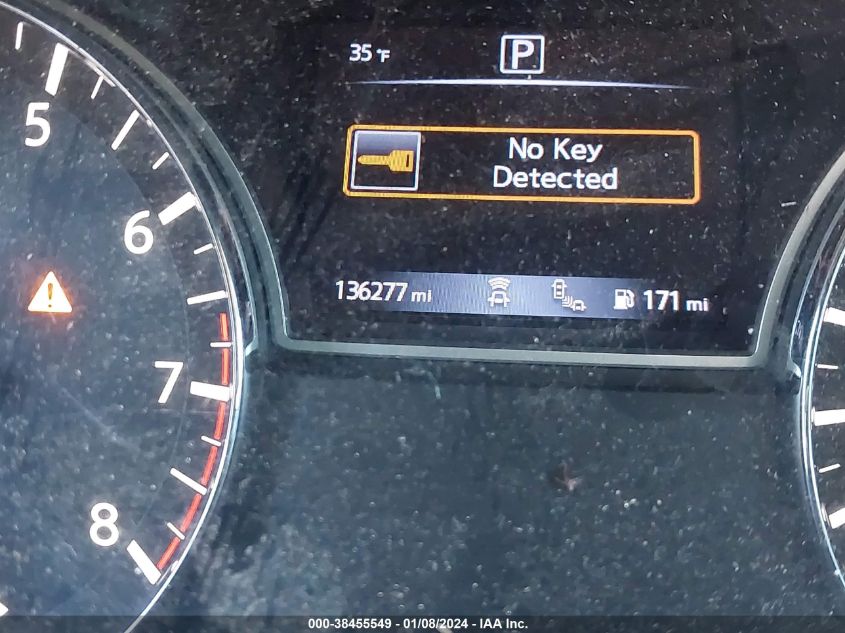 35 °F
P
5
No Key
Detected
6
136277 mi
171 mi
7
8
000-38455549 - 01/08/2024 - IAA Inc.